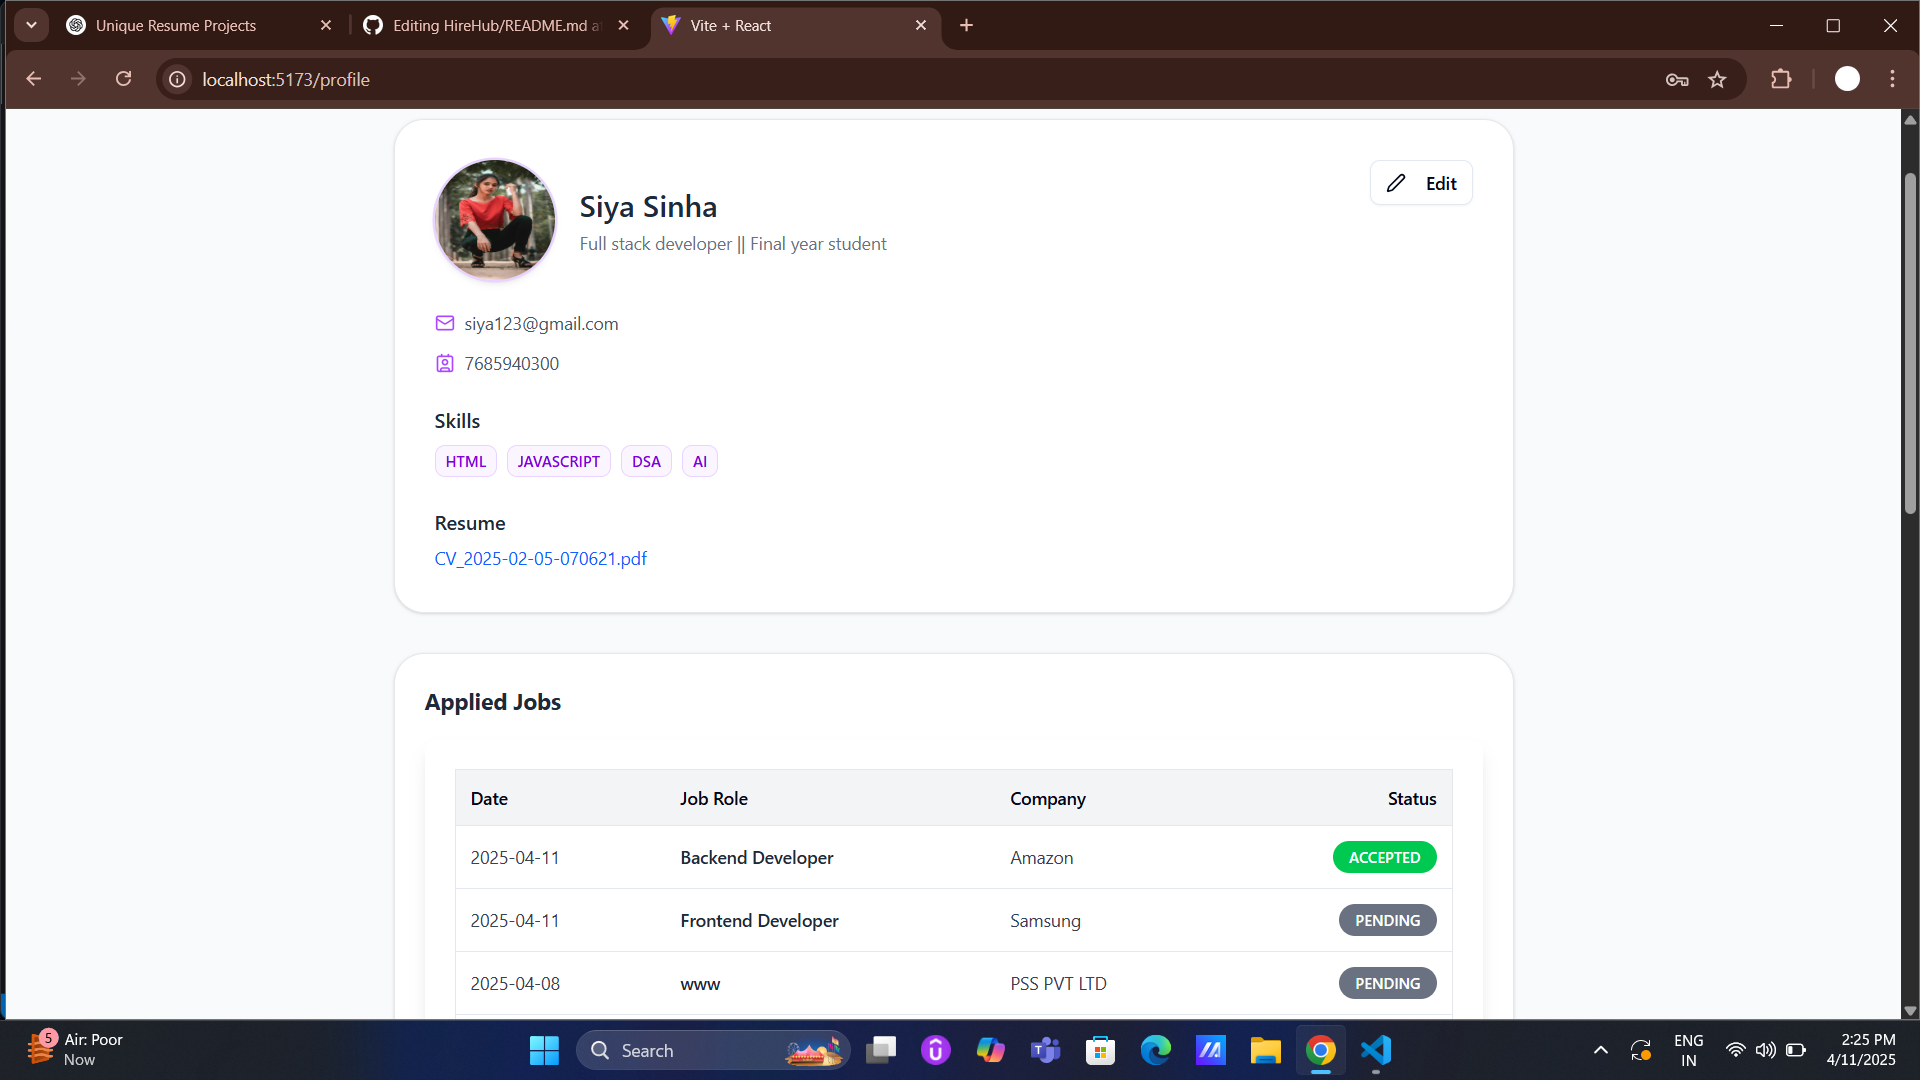 Unique Resume Projects
Editing HireHub/README.md a
Vite + React
localhost:5173/profile
Siya Sinha
Full stack developer || Final year student
Edit
siya123@gmail.com
7685940300
Skills
HTML JAVASCRIPT DSA AI
Resume
CV_2025-02-05-070621.pdf
Applied Jobs
Date Job Role Company Status
2025-04-11 Backend Developer Amazon ACCEPTED
2025-04-11 Frontend Developer Samsung PENDING
2025-04-08 www PSS PVT LTD PENDING
5
Air: Poor
Now
Search
ENG
IN
2:25 PM
4/11/2025